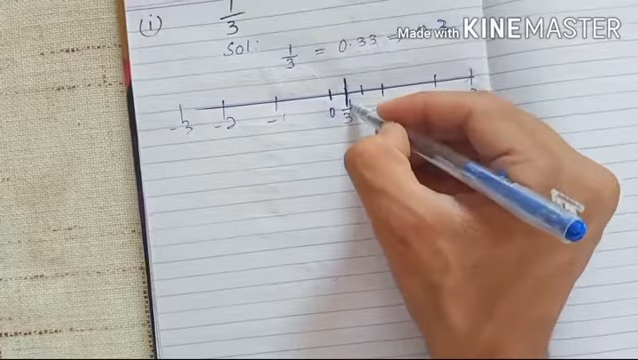 Made with KINEMASTER
(i) 1/3
Sol: 1/3 = 0.33
-3 -2 -1 0 1/3